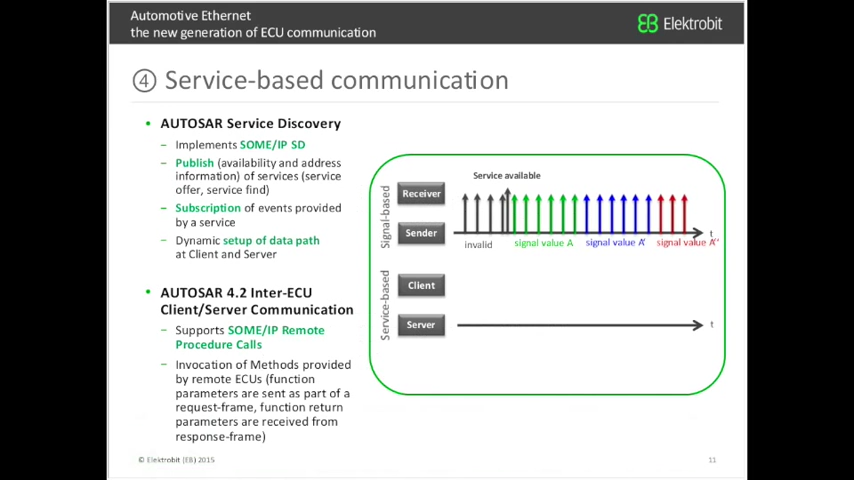 Automotive Ethernet
the new generation of ECU communication
Elektrobit
④ Service-based communication
• AUTOSAR Service Discovery
– Implements SOME/IP SD
– Publish (availability and address
information) of services (service
offer, service find)
– Subscription of events provided
by a service
– Dynamic setup of data path
at Client and Server
• AUTOSAR 4.2 Inter-ECU
Client/Server Communication
– Supports SOME/IP Remote
Procedure Calls
– Invocation of Methods provided
by remote ECUs (function
parameters are sent as part of a
request-frame, function return
parameters are received from
response-frame)
Service available
Signal-based
Receiver
Sender
t
invalid
signal value A
signal value A'
signal value A''
Service-based
Client
Server
t
© Elektrobit (EB) 2015
11